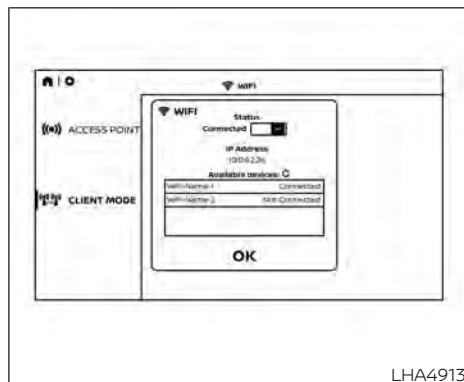 WIFI
ACCESS POINT
WIFI
Status
Connected
IP Address
Available devices:
WiFi-Name-1 Connected
WiFi-Name-2 Not Connected
CLIENT MODE
OK
LHA4913